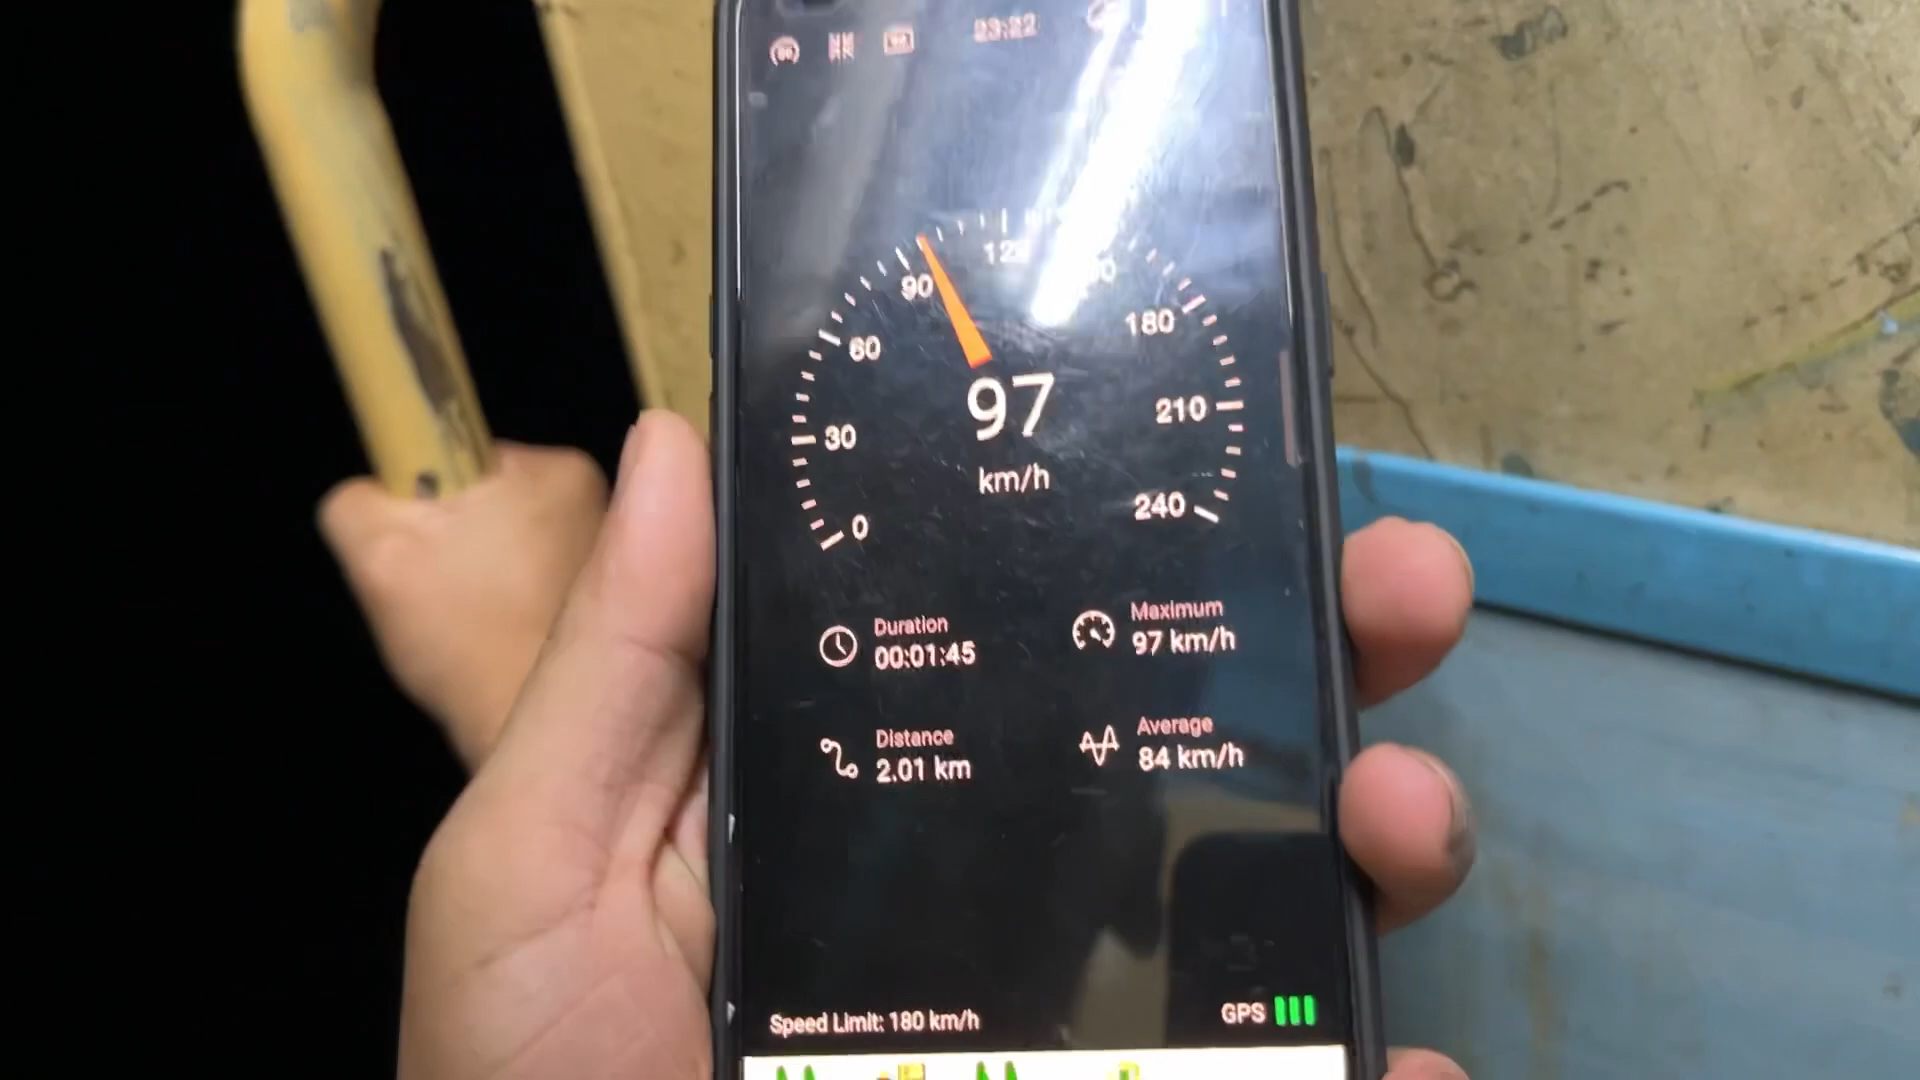 23:22
120
90
180
60
97
210
30
km/h
240
0
Duration
00:01:45
Maximum
97 km/h
Distance
2.01 km
Average
84 km/h
Speed Limit: 180 km/h
GPS